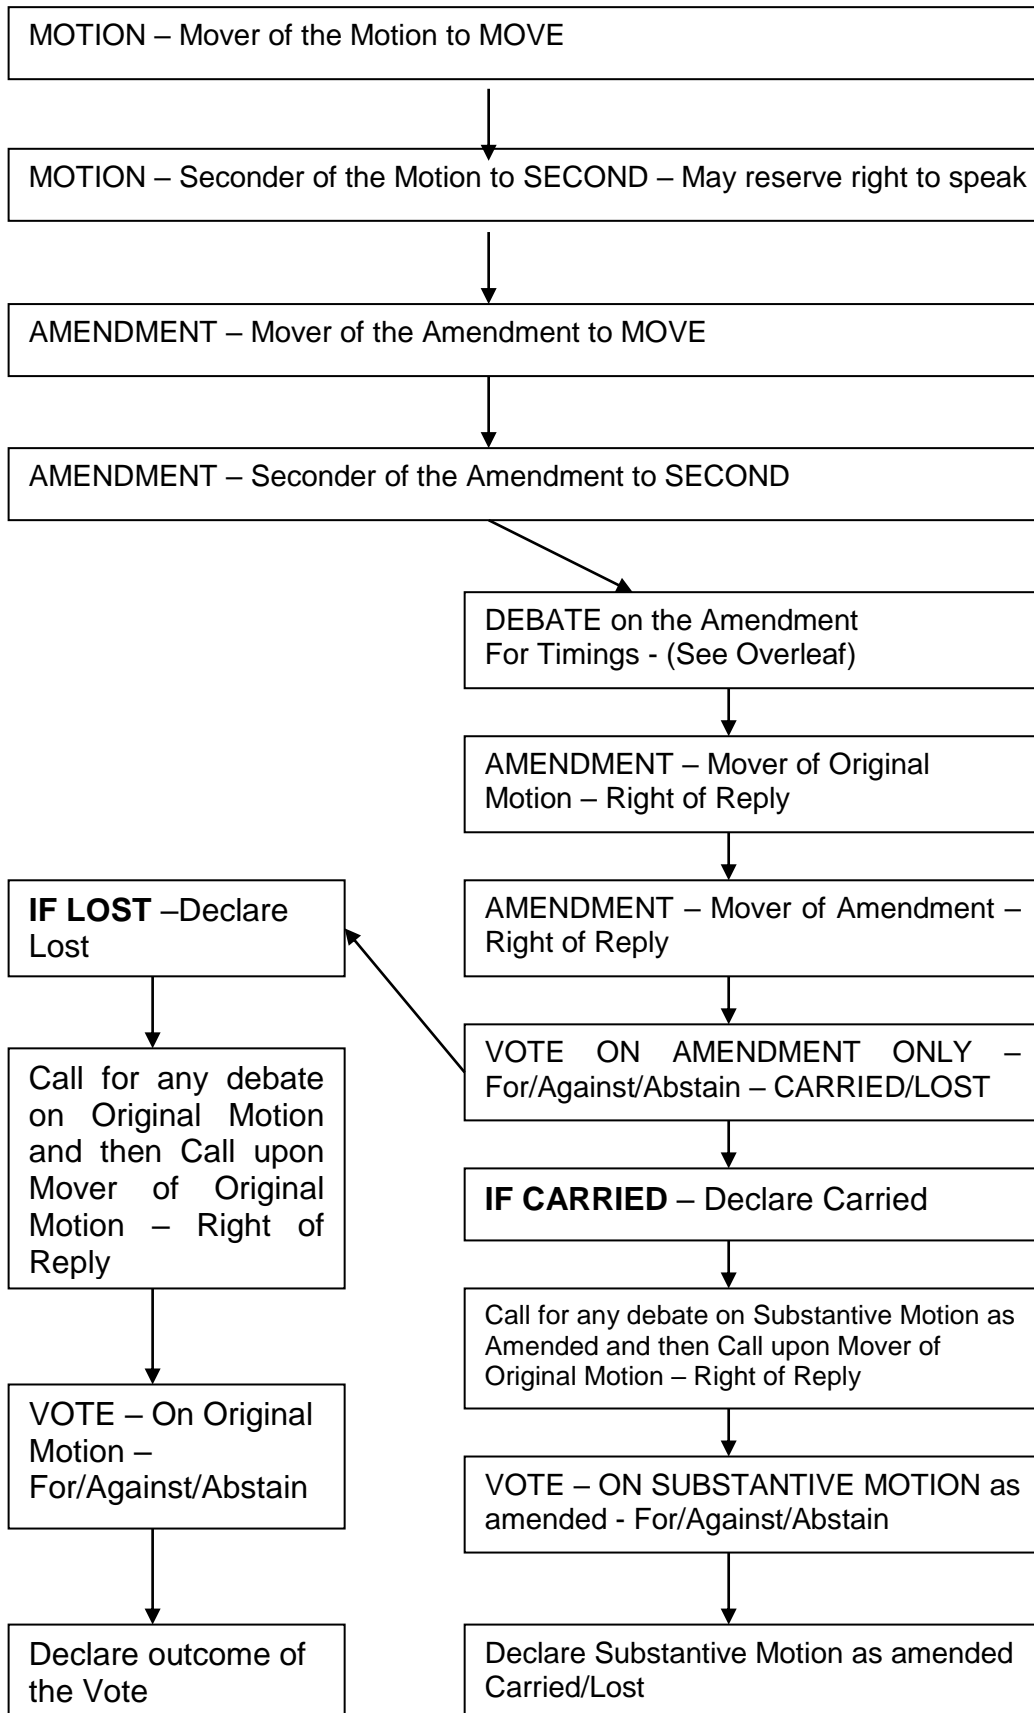 MOTION – Mover of the Motion to MOVE
MOTION – Seconder of the Motion to SECOND – May reserve right to speak
AMENDMENT – Mover of the Amendment to MOVE
AMENDMENT – Seconder of the Amendment to SECOND
DEBATE on the Amendment
For Timings - (See Overleaf)
AMENDMENT – Mover of Original
Motion – Right of Reply
AMENDMENT – Mover of Amendment –
Right of Reply
VOTE ON AMENDMENT ONLY –
For/Against/Abstain – CARRIED/LOST
IF LOST –Declare
Lost
Call for any debate
on Original Motion
and then Call upon
Mover of Original
Motion – Right of
Reply
VOTE – On Original
Motion –
For/Against/Abstain
Declare outcome of
the Vote
IF CARRIED – Declare Carried
Call for any debate on Substantive Motion as
Amended and then Call upon Mover of
Original Motion – Right of Reply
VOTE – ON SUBSTANTIVE MOTION as
amended - For/Against/Abstain
Declare Substantive Motion as amended
Carried/Lost